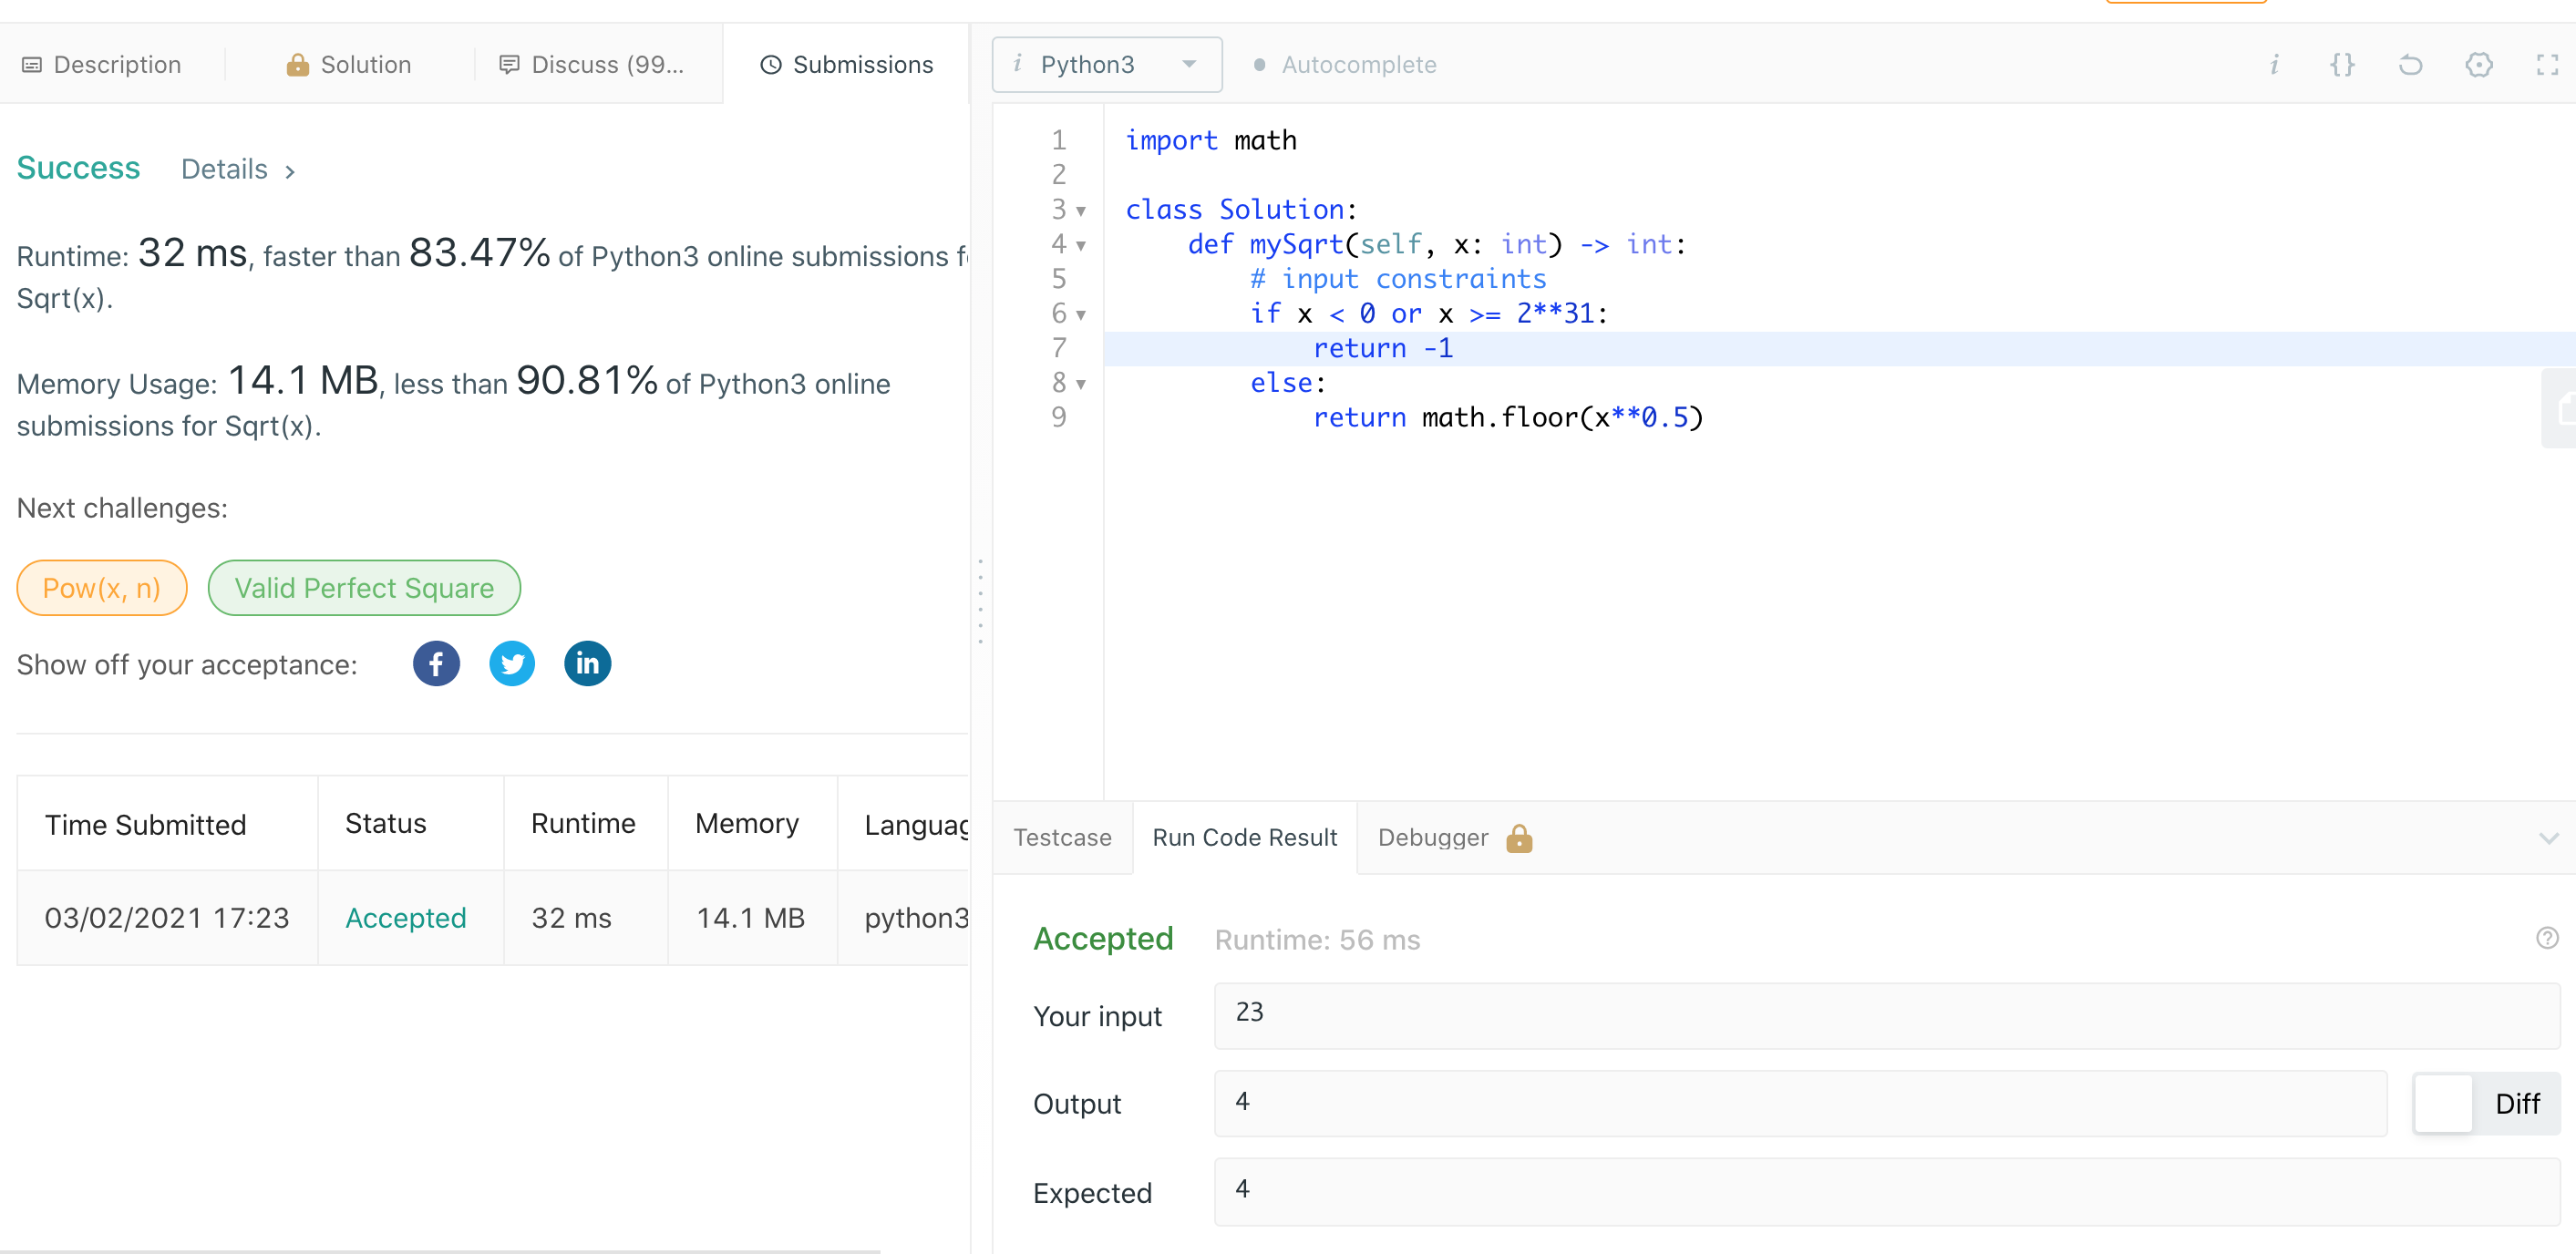 Description
Solution
Discuss (99...
Submissions
Success Details >
Runtime: 32 ms, faster than 83.47% of Python3 online submissions f
Sqrt(x).
Memory Usage: 14.1 MB, less than 90.81% of Python3 online
submissions for Sqrt(x).
Next challenges:
Pow(x, n)
Valid Perfect Square
Show off your acceptance:
f
in
Time Submitted Status Runtime Memory Languag
03/02/2021 17:23 Accepted 32 ms 14.1 MB python3
i Python3
Autocomplete
i {}
1 import math
2
3 class Solution:
4 def mySqrt(self, x: int) -> int:
5 # input constraints
6 if x < 0 or x >= 2**31:
7 return -1
8 else:
9 return math.floor(x**0.5)
Testcase
Run Code Result
Debugger
Accepted Runtime: 56 ms
?
Your input 23
Output 4
Diff
Expected 4